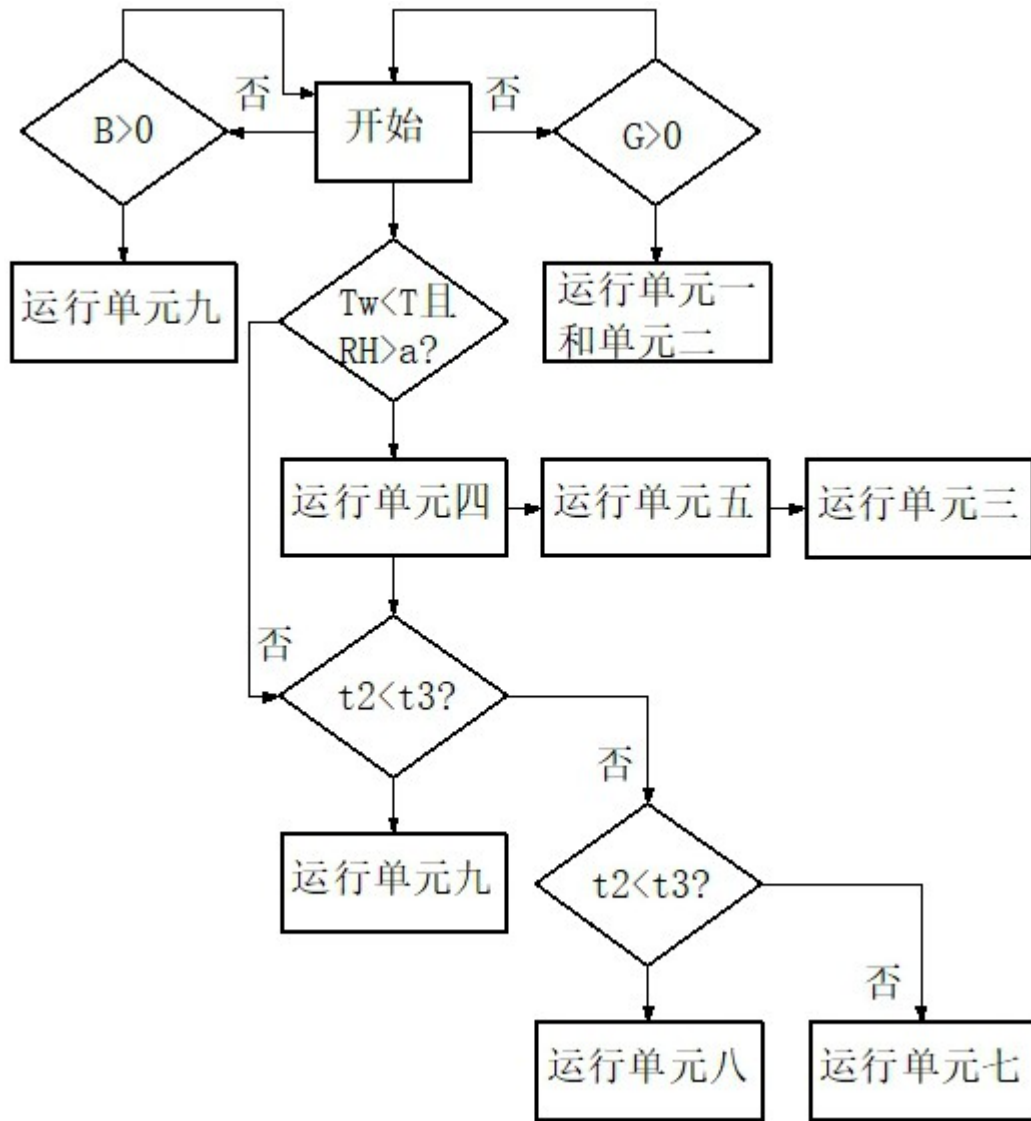 否
否
B>0
开始
G>0
运行单元九
Tw<T且
RH>a?
运行单元一
和单元二
运行单元四
运行单元五
运行单元三
否
t2<t3?
否
运行单元九
t2<t3?
否
运行单元八
运行单元七